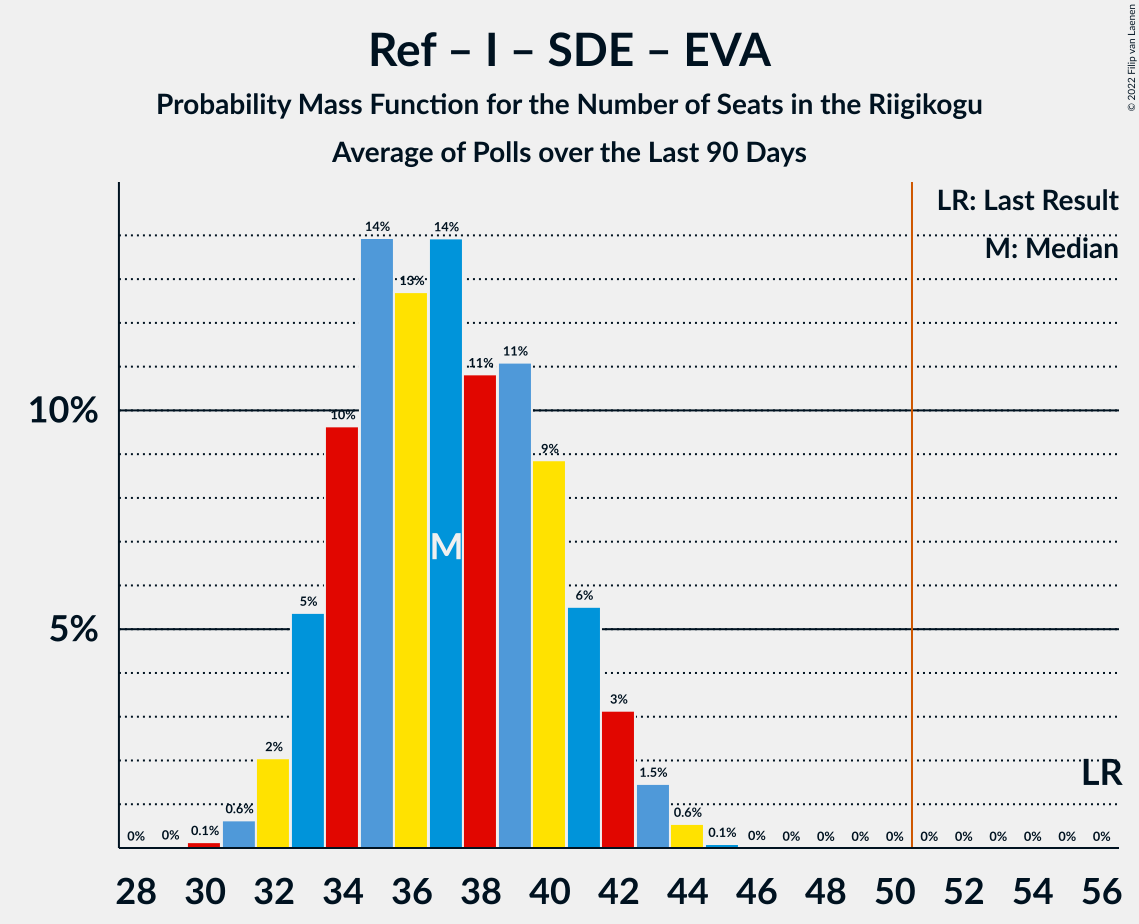 Ref – I – SDE – EVA
Probability Mass Function for the Number of Seats in the Riigikogu
Average of Polls over the Last 90 Days
© 2022 Filip van Laenen
LR: Last Result
M: Median
10%
5%
0% 0% 0.1% 0.6% 2% 5% 10% 14% 13% 14% 11% 11% 9% 6% 3% 1.5% 0.6% 0.1% 0% 0% 0% 0% 0% 0% 0% 0% 0% 0% 0%
M
LR
28 30 32 34 36 38 40 42 44 46 48 50 52 54 56